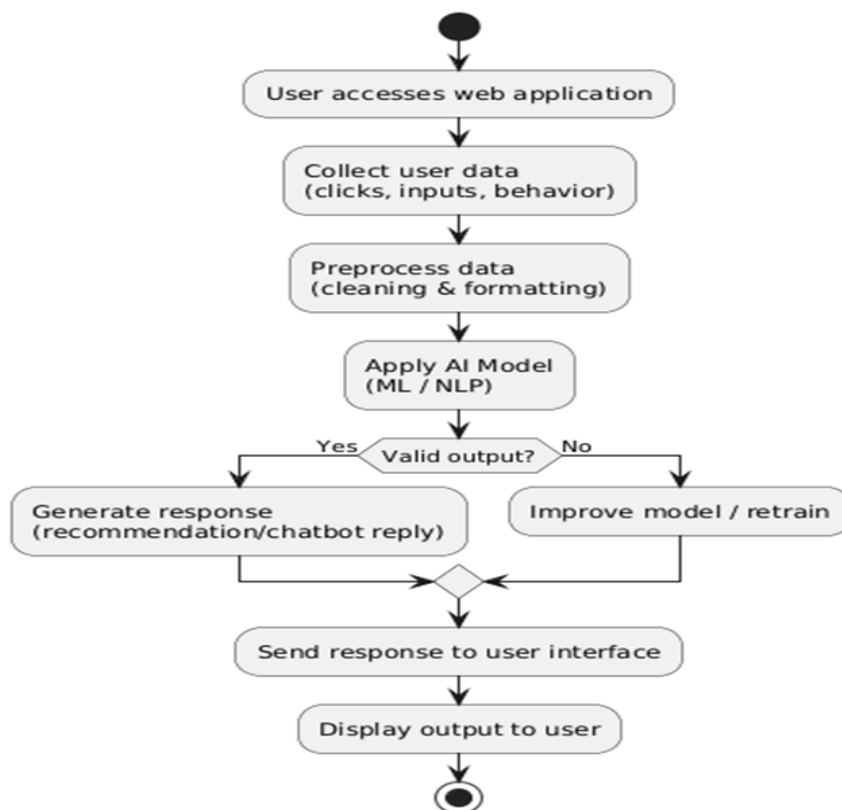 User accesses web application
Collect user data
(clicks, inputs, behavior)
Preprocess data
(cleaning & formatting)
Apply AI Model
(ML / NLP)
Yes
Valid output?
No
Generate response
(recommendation/chatbot reply)
Improve model / retrain
Send response to user interface
Display output to user